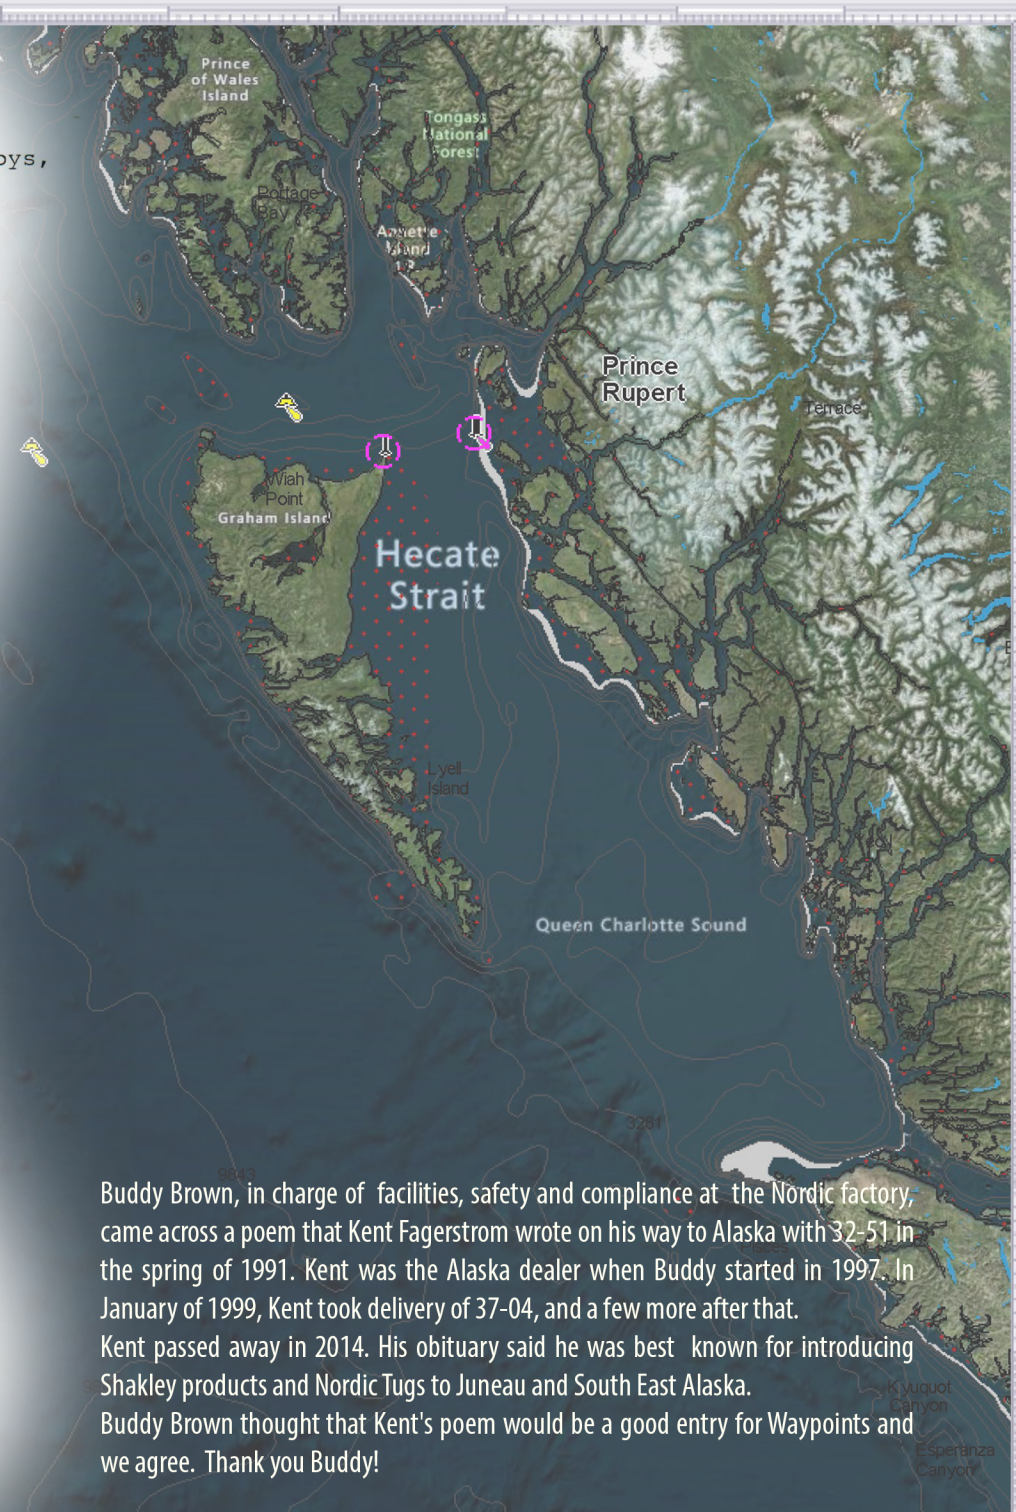 Prince
of Wales
Island
Tongass
National
Forest
oys,
Portage
Bay
Annette
Island
Prince
Rupert
Terrace
Wiah
Point
Graham Island
Hecate
Strait
Lyell
Island
Queen Charlotte Sound
3281
9843
Buddy Brown, in charge of facilities, safety and compliance at the Nordic factory,
came across a poem that Kent Fagerstrom wrote on his way to Alaska with 32-51 in
the spring of 1991. Kent was the Alaska dealer when Buddy started in 1997. In
January of 1999, Kent took delivery of 37-04, and a few more after that.
Kent passed away in 2014. His obituary said he was best known for introducing
Shakley products and Nordic Tugs to Juneau and South East Alaska.
Kyuquot
Canyon
Buddy Brown thought that Kent's poem would be a good entry for Waypoints and
we agree. Thank you Buddy!
Esperanza
Canyon